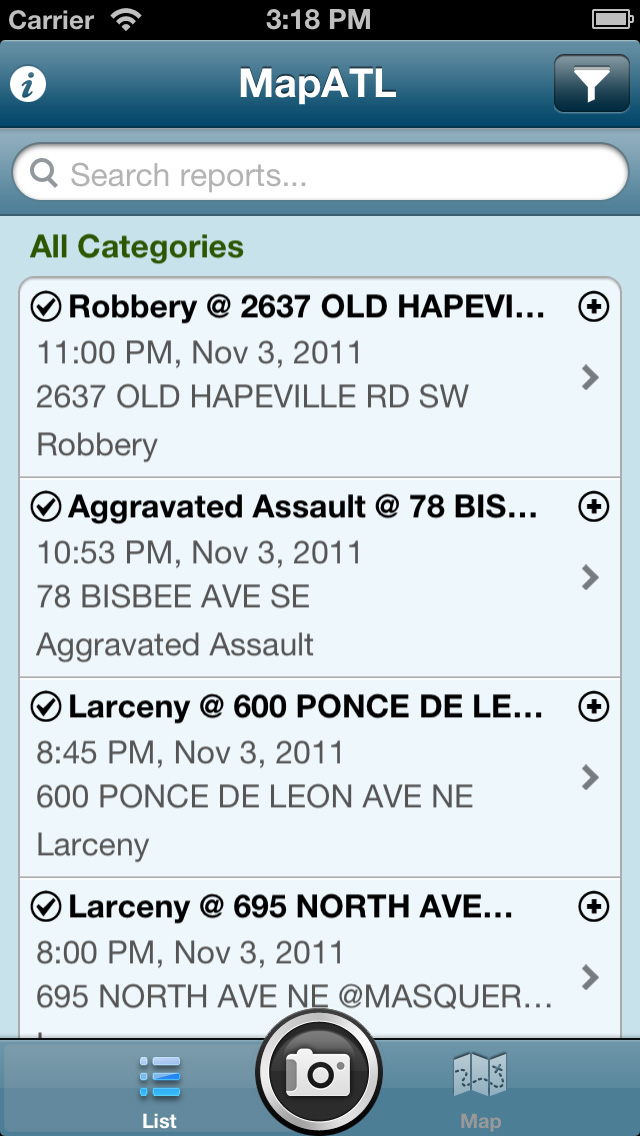 Carrier 3:18 PM
MapATL
Search reports...
All Categories
Robbery @ 2637 OLD HAPEVI...
11:00 PM, Nov 3, 2011
2637 OLD HAPEVILLE RD SW
Robbery
Aggravated Assault @ 78 BIS...
10:53 PM, Nov 3, 2011
78 BISBEE AVE SE
Aggravated Assault
Larceny @ 600 PONCE DE LE...
8:45 PM, Nov 3, 2011
600 PONCE DE LEON AVE NE
Larceny
Larceny @ 695 NORTH AVE...
8:00 PM, Nov 3, 2011
695 NORTH AVE NE @MASQUER...
List Map